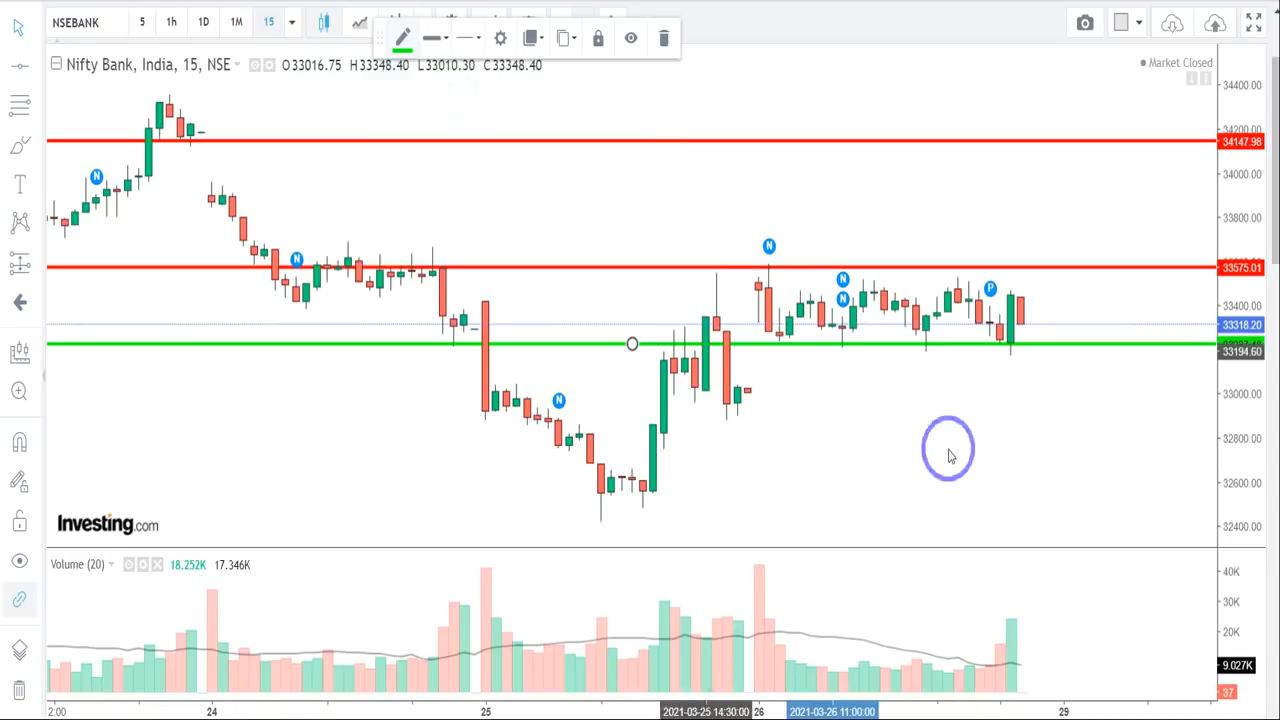 NSEBANK 5 1h 1D 1M 15
Nifty Bank, India, 15, NSE O33016.75 H33348.40 L33010.30 C33348.40
Market Closed
34400.00
34200.00
34147.98
34000.00
33800.00
33575.01
33400.00
33318.20
33194.60
33000.00
32800.00
32600.00
32400.00
N
N
N
N
N
N
P
Investing.com
Volume (20) 18.252K 17.346K
40K
30K
20K
9.027K
37
2:00 24 25 2021-03-25 14:30:00 26 2021-03-26 11:00:00 29